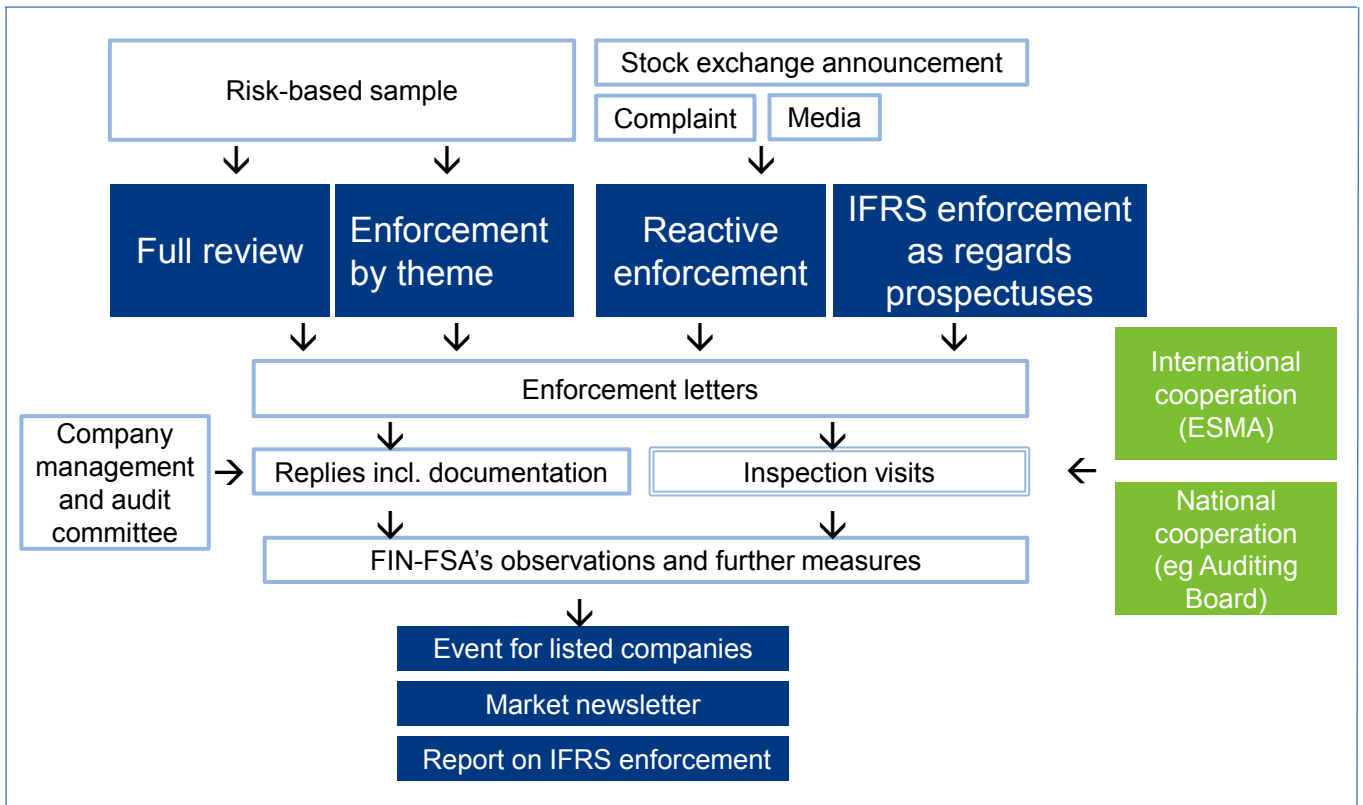 Risk-based sample
Stock exchange announcement
Complaint
Media
Full review
Enforcement
by theme
Reactive
enforcement
IFRS enforcement
as regards
prospectuses
Enforcement letters
International
cooperation
(ESMA)
Company
management
and audit
committee
Replies incl. documentation
Inspection visits
National
cooperation
(eg Auditing
Board)
FIN-FSA’s observations and further measures
Event for listed companies
Market newsletter
Report on IFRS enforcement